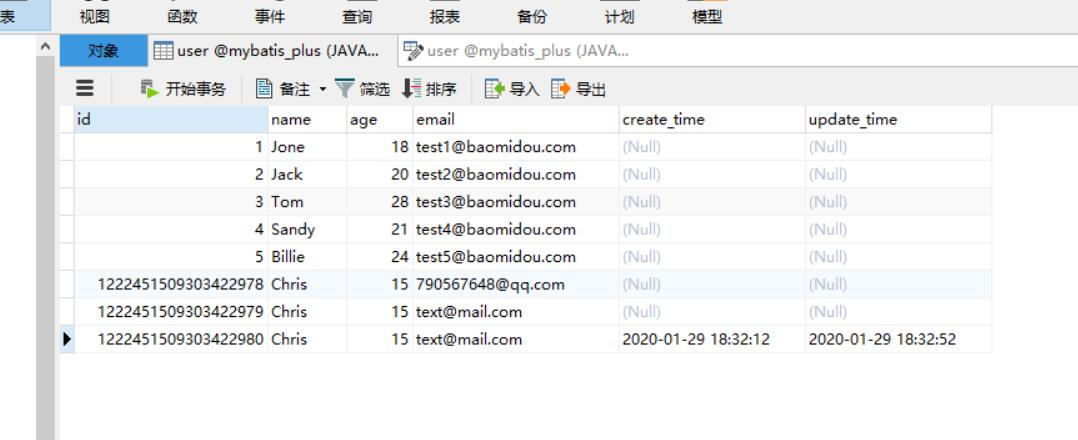 表 视图 函数 事件 查询 报表 备份 计划 模型
对象 user @mybatis_plus (JAVA... user @mybatis_plus (JAVA...
开始事务 备注 筛选 排序 导入 导出
id name age email create_time update_time
1 Jone 18 test1@baomidou.com (Null) (Null)
2 Jack 20 test2@baomidou.com (Null) (Null)
3 Tom 28 test3@baomidou.com (Null) (Null)
4 Sandy 21 test4@baomidou.com (Null) (Null)
5 Billie 24 test5@baomidou.com (Null) (Null)
1222451509303422978 Chris 15 790567648@qq.com (Null) (Null)
1222451509303422979 Chris 15 text@mail.com (Null) (Null)
1222451509303422980 Chris 15 text@mail.com 2020-01-29 18:32:12 2020-01-29 18:32:52